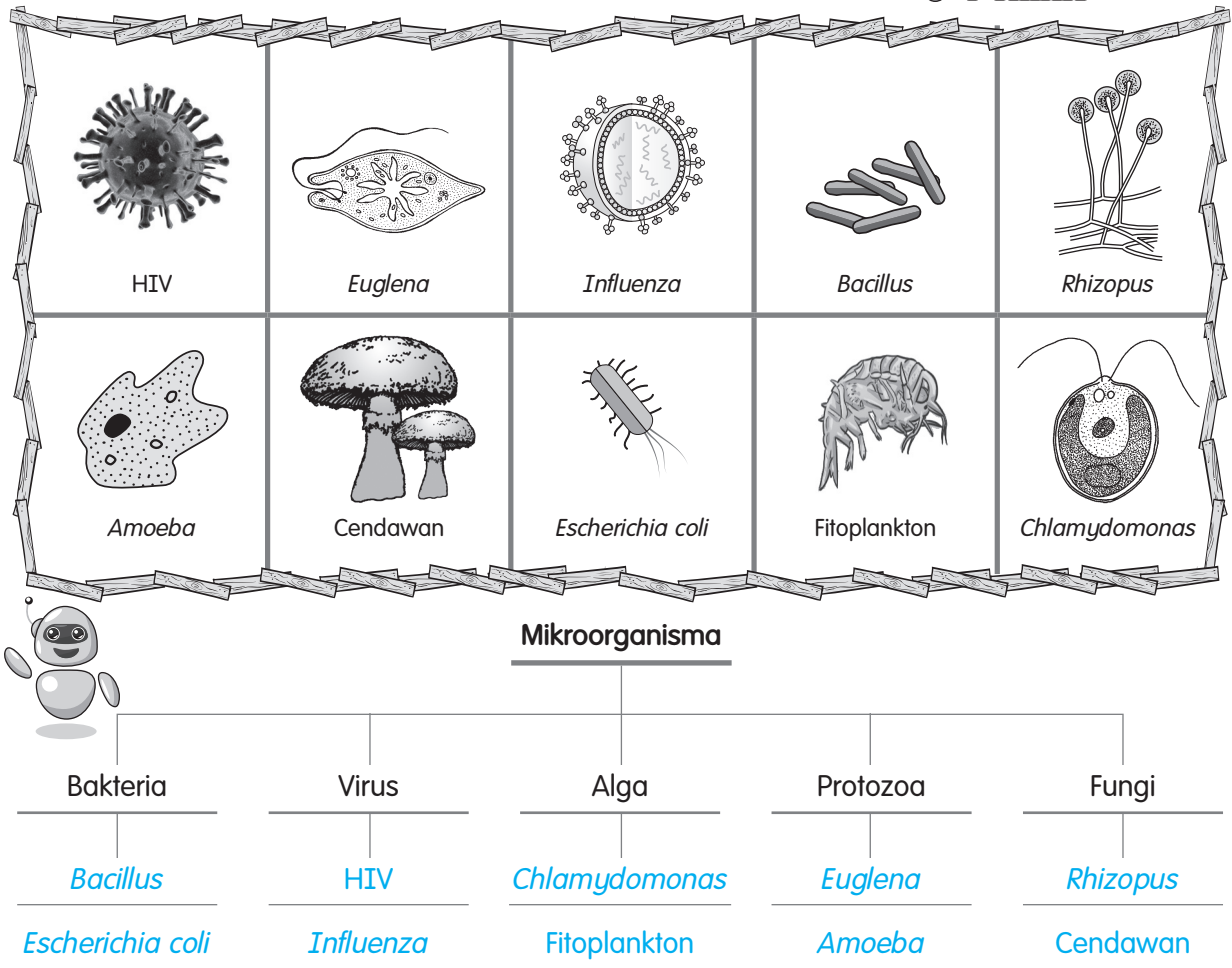 HIV Euglena Influenza Bacillus Rhizopus
Amoeba Cendawan Escherichia coli Fitoplankton Chlamydomonas
Mikroorganisma
Bakteria Virus Alga Protozoa Fungi
Bacillus HIV Chlamydomonas Euglena Rhizopus
Escherichia coli Influenza Fitoplankton Amoeba Cendawan